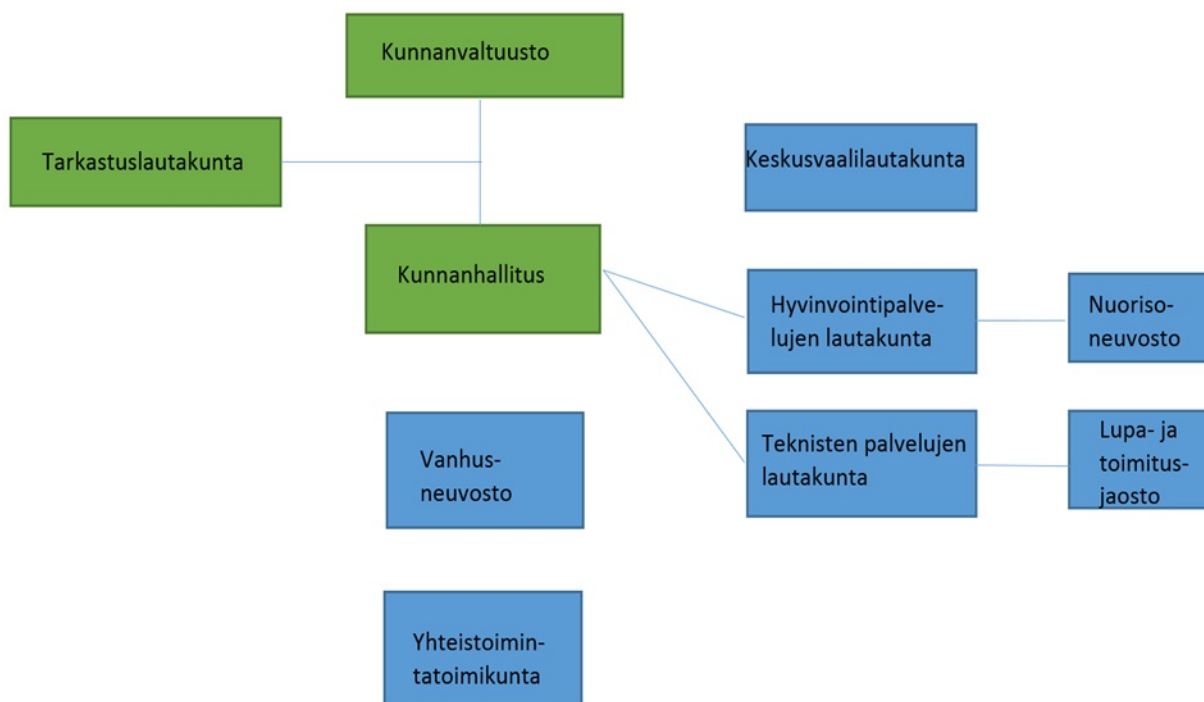 Kunnanvaltuusto
Tarkastuslautakunta
Keskusvaalilautakunta
Kunnanhallitus
Hyvinvointipalve-
lujen lautakunta
Nuoriso-
neuvosto
Vanhus-
neuvosto
Teknisten palvelujen
lautakunta
Lupa- ja
toimitus-
jaosto
Yhteistoimin-
tatoimikunta